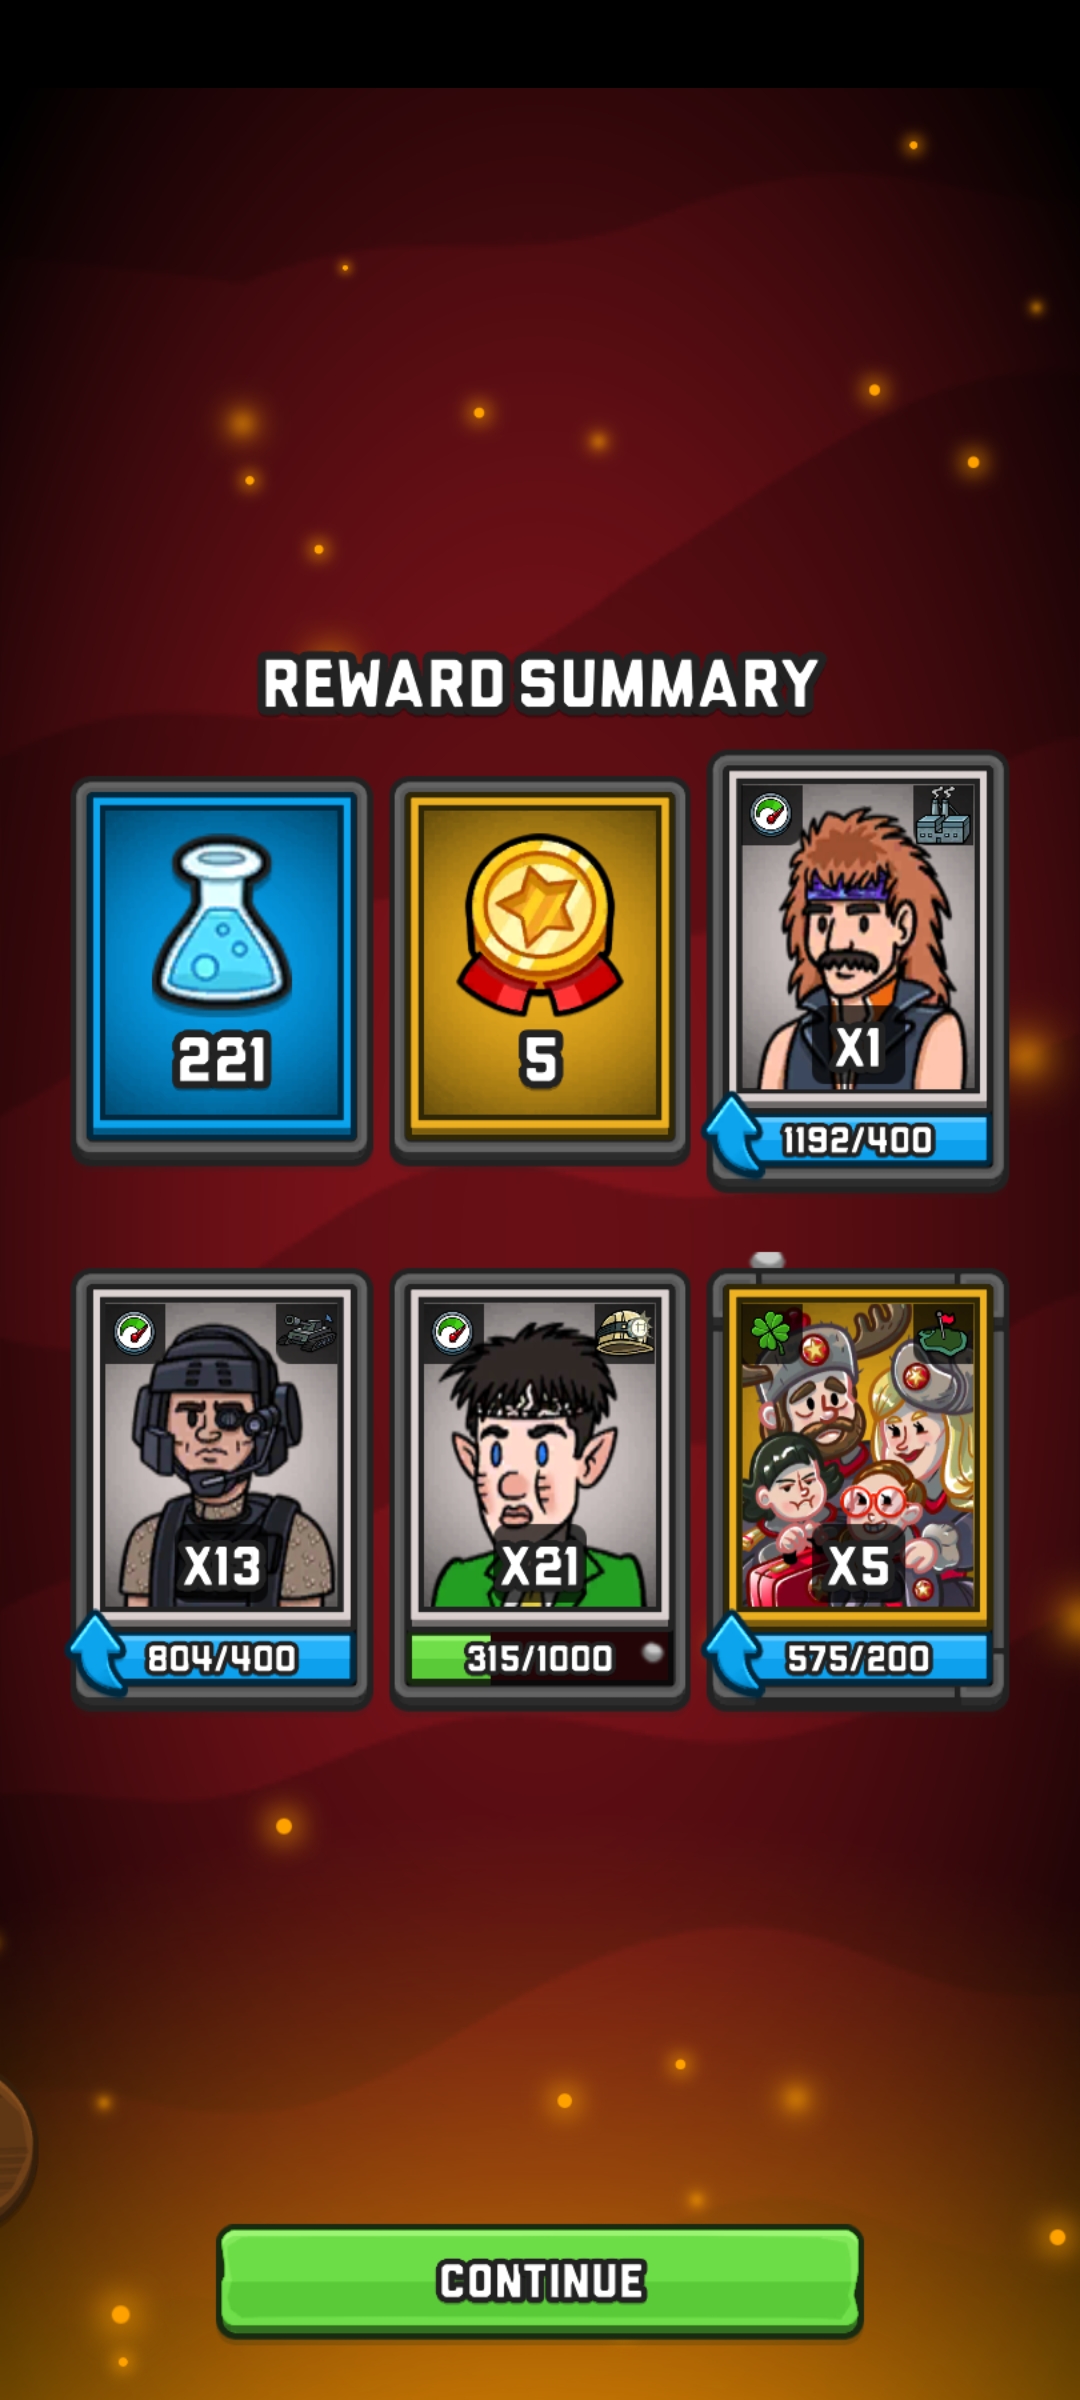 REWARD SUMMARY
221
5
X1
1192/400
X13
804/400
X21
315/1000
X5
575/200
CONTINUE